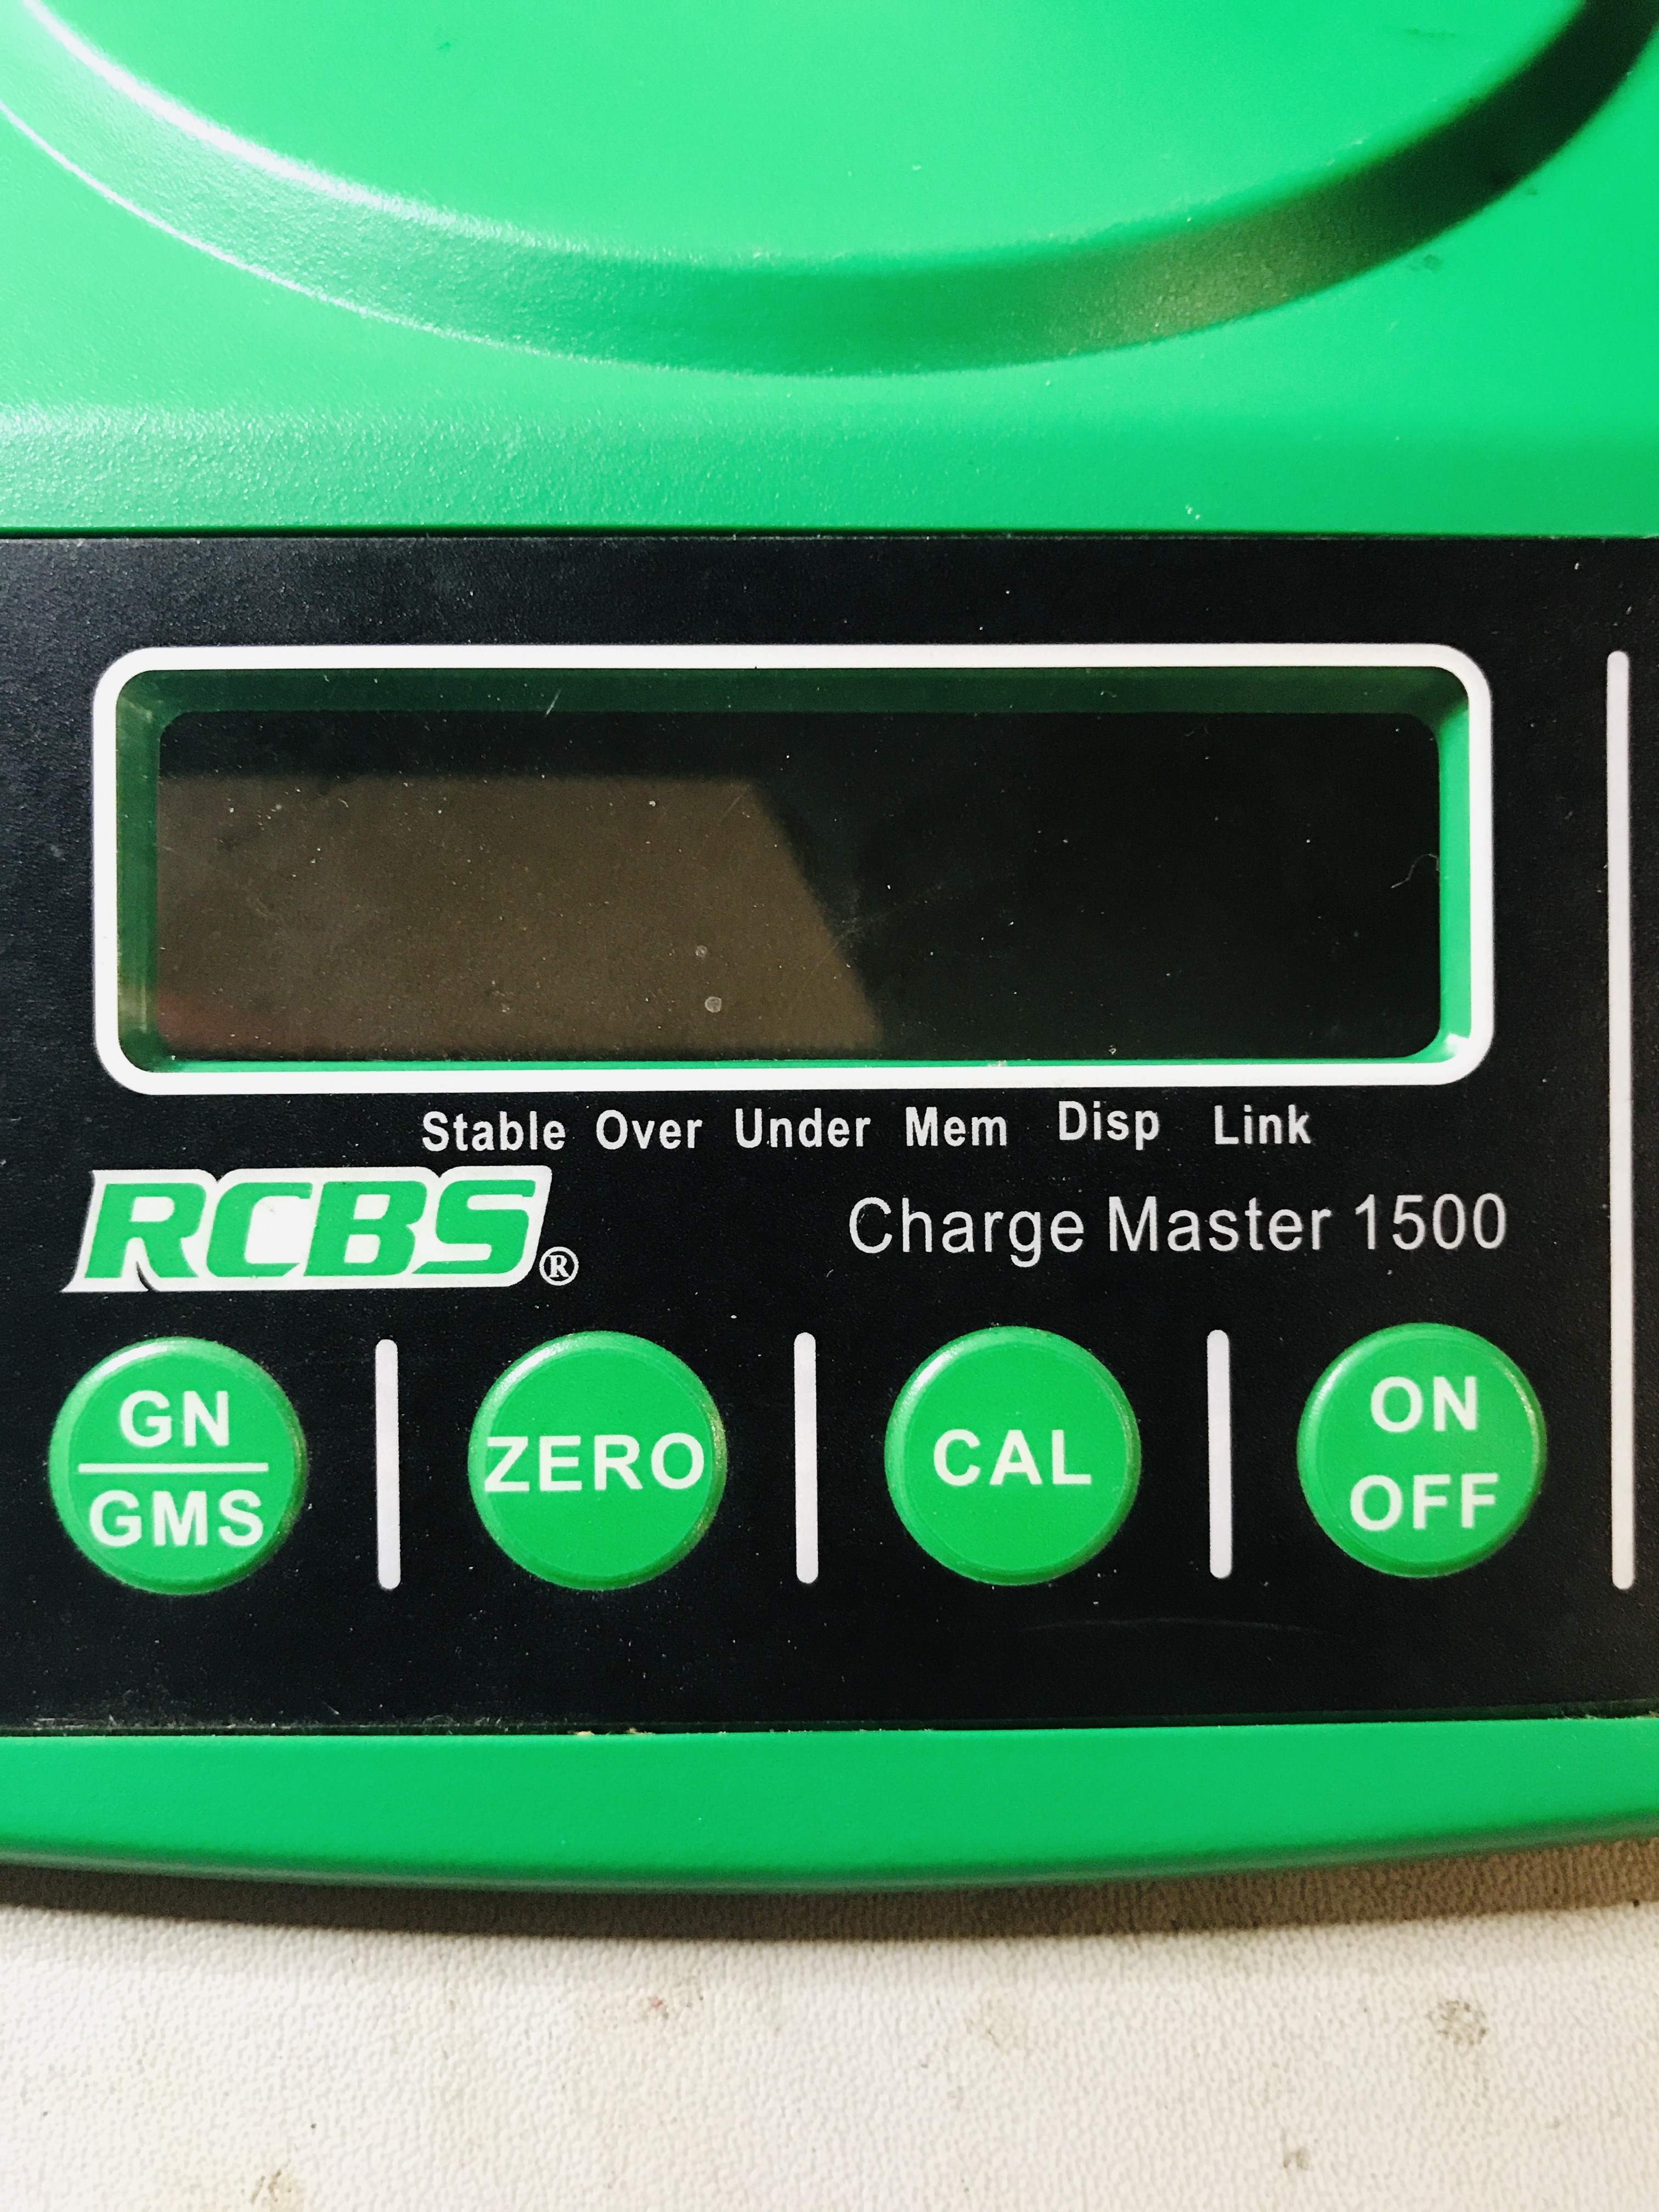 Stable Over Under Mem Disp Link
RCBS®
Charge Master 1500
GN
GMS
ZERO
CAL
ON
OFF